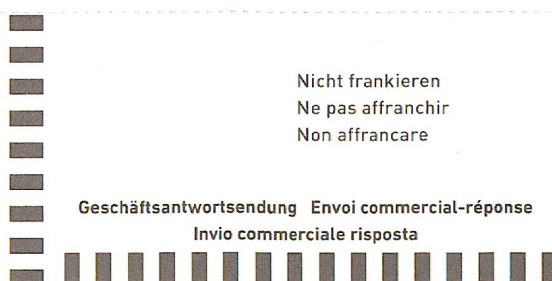 Nicht frankieren
Ne pas affranchir
Non affrancare
Geschäftsantwortsendung Envoi commercial-réponse
Invio commerciale risposta